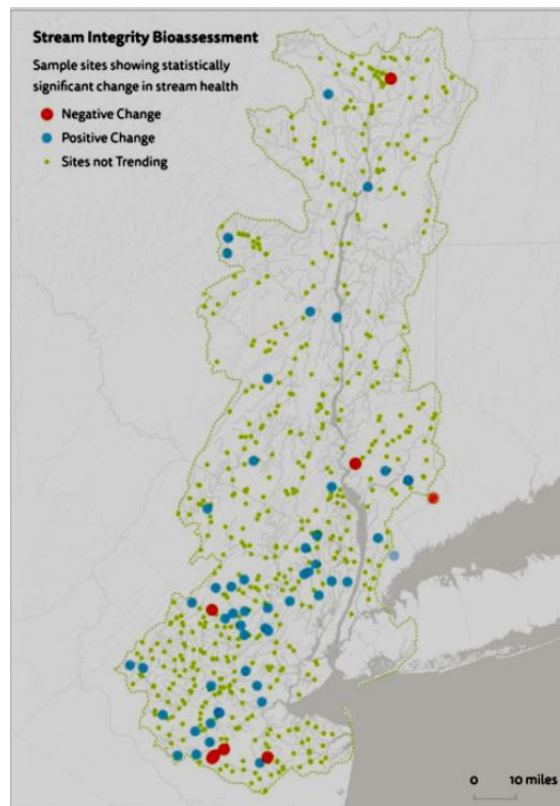 Stream Integrity Bioassessment
Sample sites showing statistically
significant change in stream health
Negative Change
Positive Change
Sites not Trending
0 10 miles